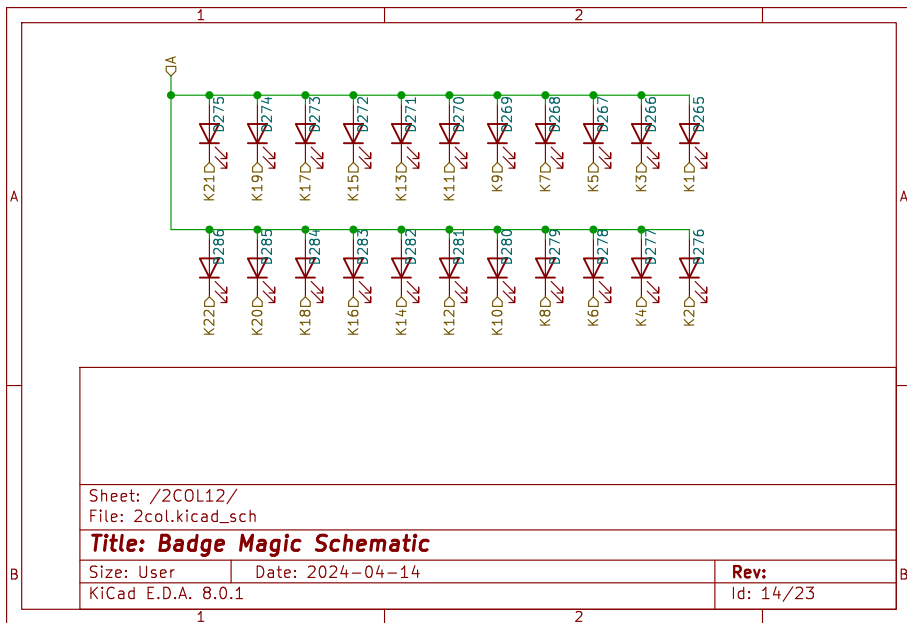 1 2
A
D275 D274 D273 D272 D271 D270 D269 D268 D267 D266 D265
K21 K19 K17 K15 K13 K11 K9 K7 K5 K3 K1
A A
D286 D285 D284 D283 D282 D281 D280 D279 D278 D277 D276
K22 K20 K18 K16 K14 K12 K10 K8 K6 K4 K2
Sheet: /2COL12/
File: 2col.kicad_sch
Title: Badge Magic Schematic
B B
Size: User Date: 2024-04-14 Rev:
KiCad E.D.A. 8.0.1 Id: 14/23
1 2